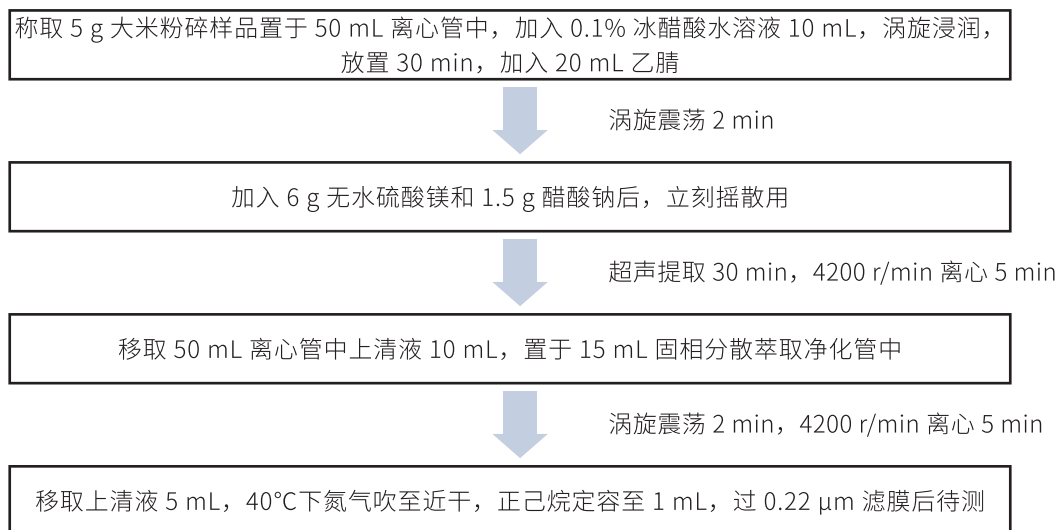 称取 5 g 大米粉碎样品置于 50 mL 离心管中，加入 0.1% 冰醋酸水溶液 10 mL，涡旋浸润，
放置 30 min，加入 20 mL 乙腈
涡旋震荡 2 min
加入 6 g 无水硫酸镁和 1.5 g 醋酸钠后，立刻摇散用
超声提取 30 min，4200 r/min 离心 5 min
移取 50 mL 离心管中上清液 10 mL，置于 15 mL 固相分散萃取净化管中
涡旋震荡 2 min，4200 r/min 离心 5 min
移取上清液 5 mL，40℃下氮气吹至近干，正己烷定容至 1 mL，过 0.22 μm 滤膜后待测